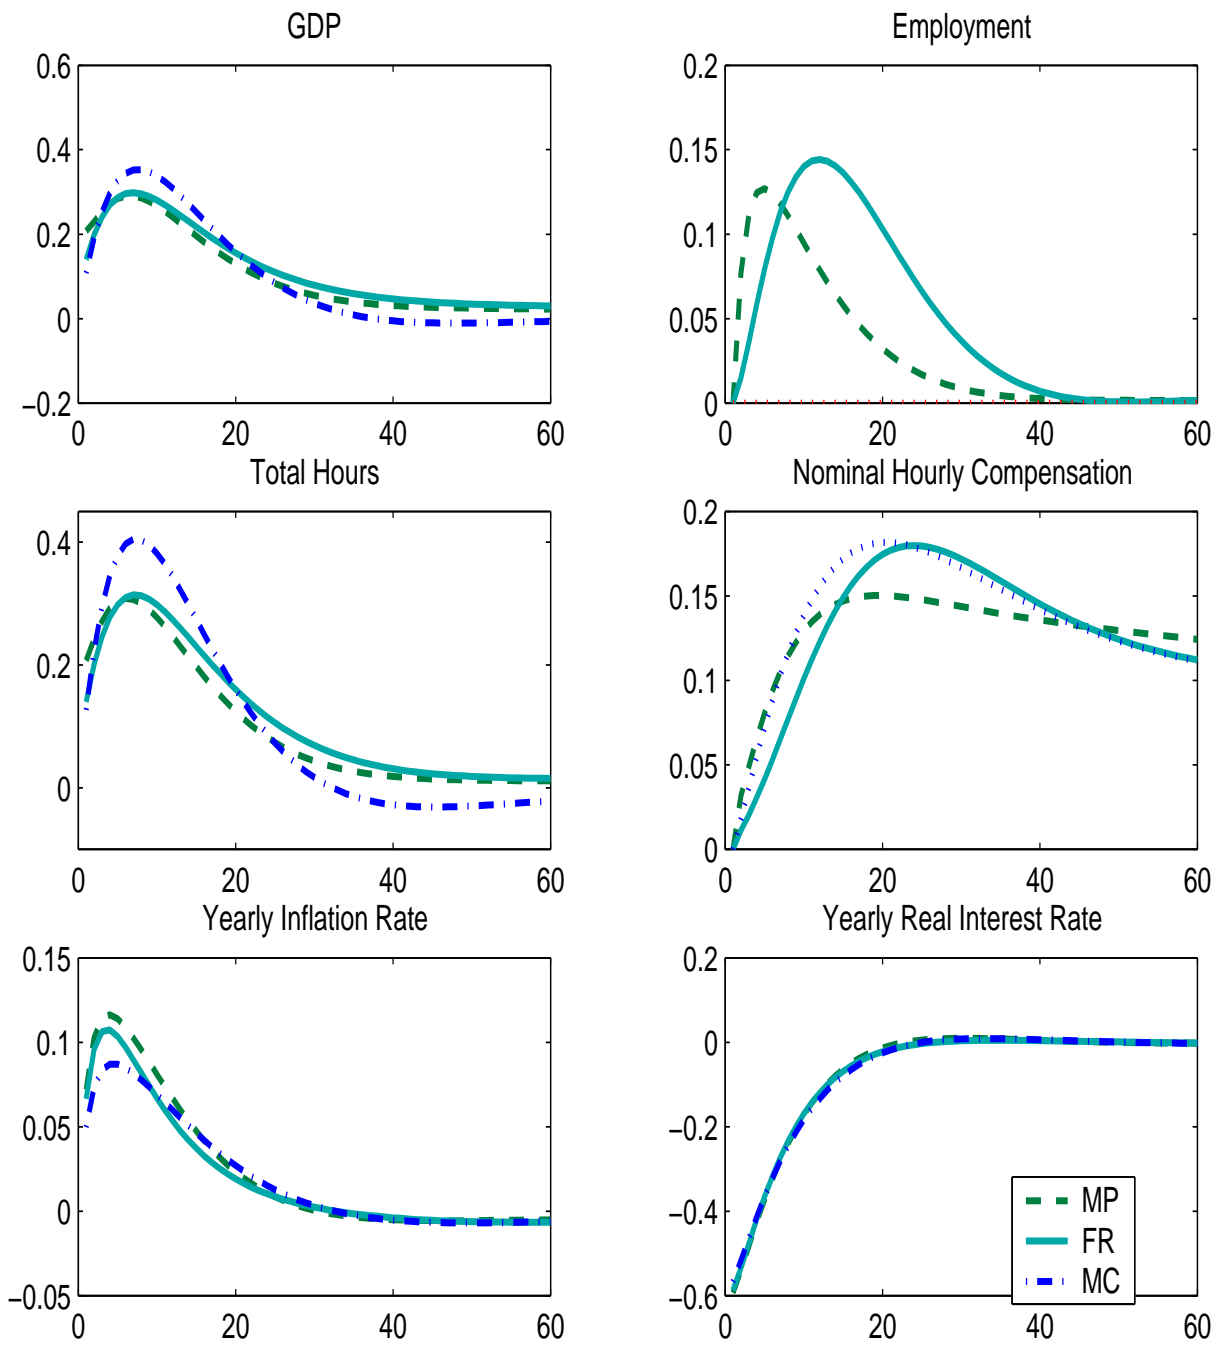 GDP
0.6
0.4
0.2
0
−0.2
0 20 40 60
Employment
0.2
0.15
0.1
0.05
0
0 20 40 60
Total Hours
0.4
0.2
0
0 20 40 60
Nominal Hourly Compensation
0.2
0.15
0.1
0.05
0
0 20 40 60
Yearly Inflation Rate
0.15
0.1
0.05
0
−0.05
0 20 40 60
Yearly Real Interest Rate
0.2
0
−0.2
−0.4
−0.6
0 20 40 60
MP
FR
MC